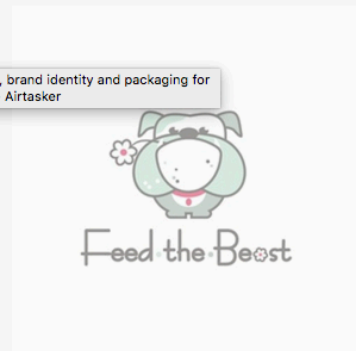 , brand identity and packaging for
Airtasker
Feed·the·Beast